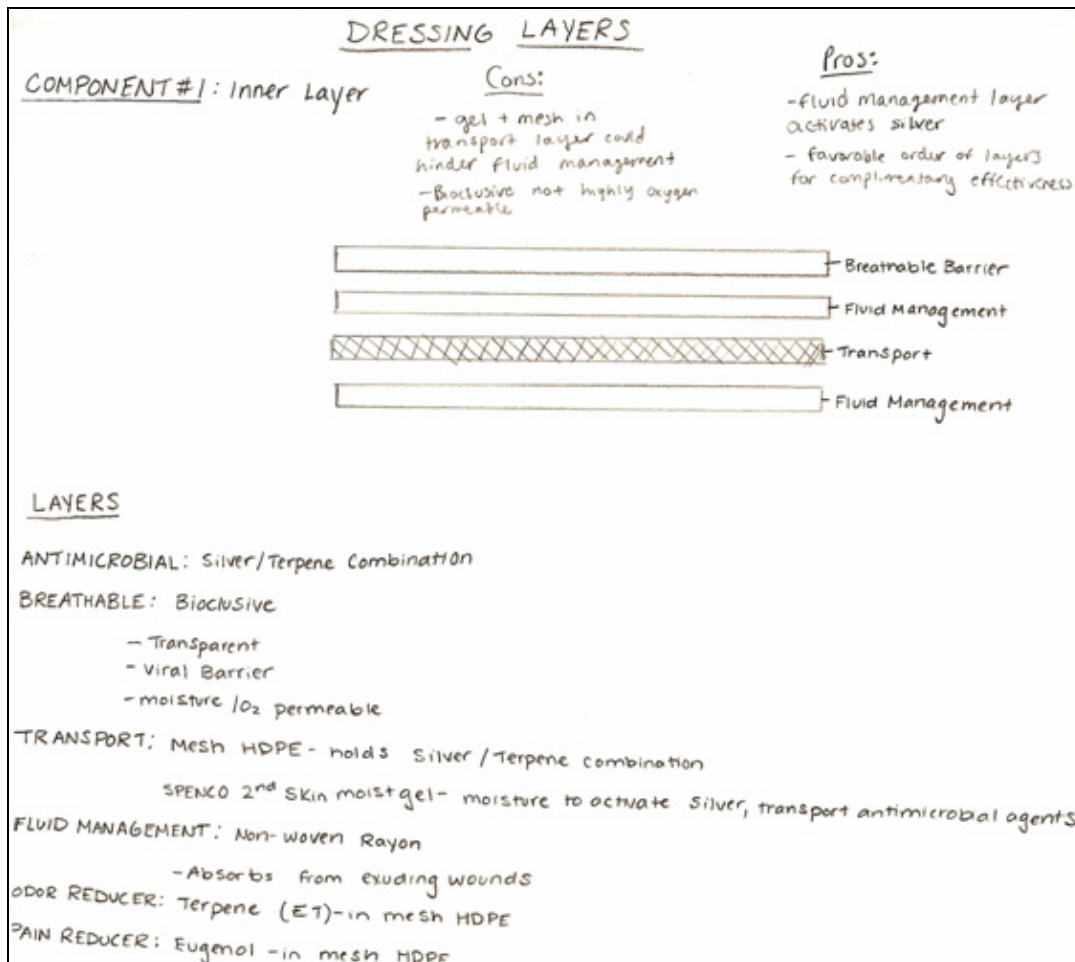 DRESSING LAYERS
COMPONENT #1: Inner Layer
Cons:
- gel + mesh in
transport layer could
hinder fluid management
- Bioclusive not highly oxygen
permeable
Pros:
- fluid management layer
activates silver
- favorable order of layers
for complimentary effectiveness
Breathable Barrier
Fluid Management
Transport
Fluid Management
LAYERS
ANTIMICROBIAL: Silver/Terpene Combination
BREATHABLE: Bioclusive
- Transparent
- Viral Barrier
- moisture /O₂ permeable
TRANSPORT: Mesh HDPE - holds Silver/Terpene combination
SPENCO 2nd Skin moist gel - moisture to activate Silver, transport antimicrobial agents
FLUID MANAGEMENT: Non-woven Rayon
- Absorbs from exuding wounds
ODOR REDUCER: Terpene (ET) - in mesh HDPE
PAIN REDUCER: Eugenol - in mesh HDPE